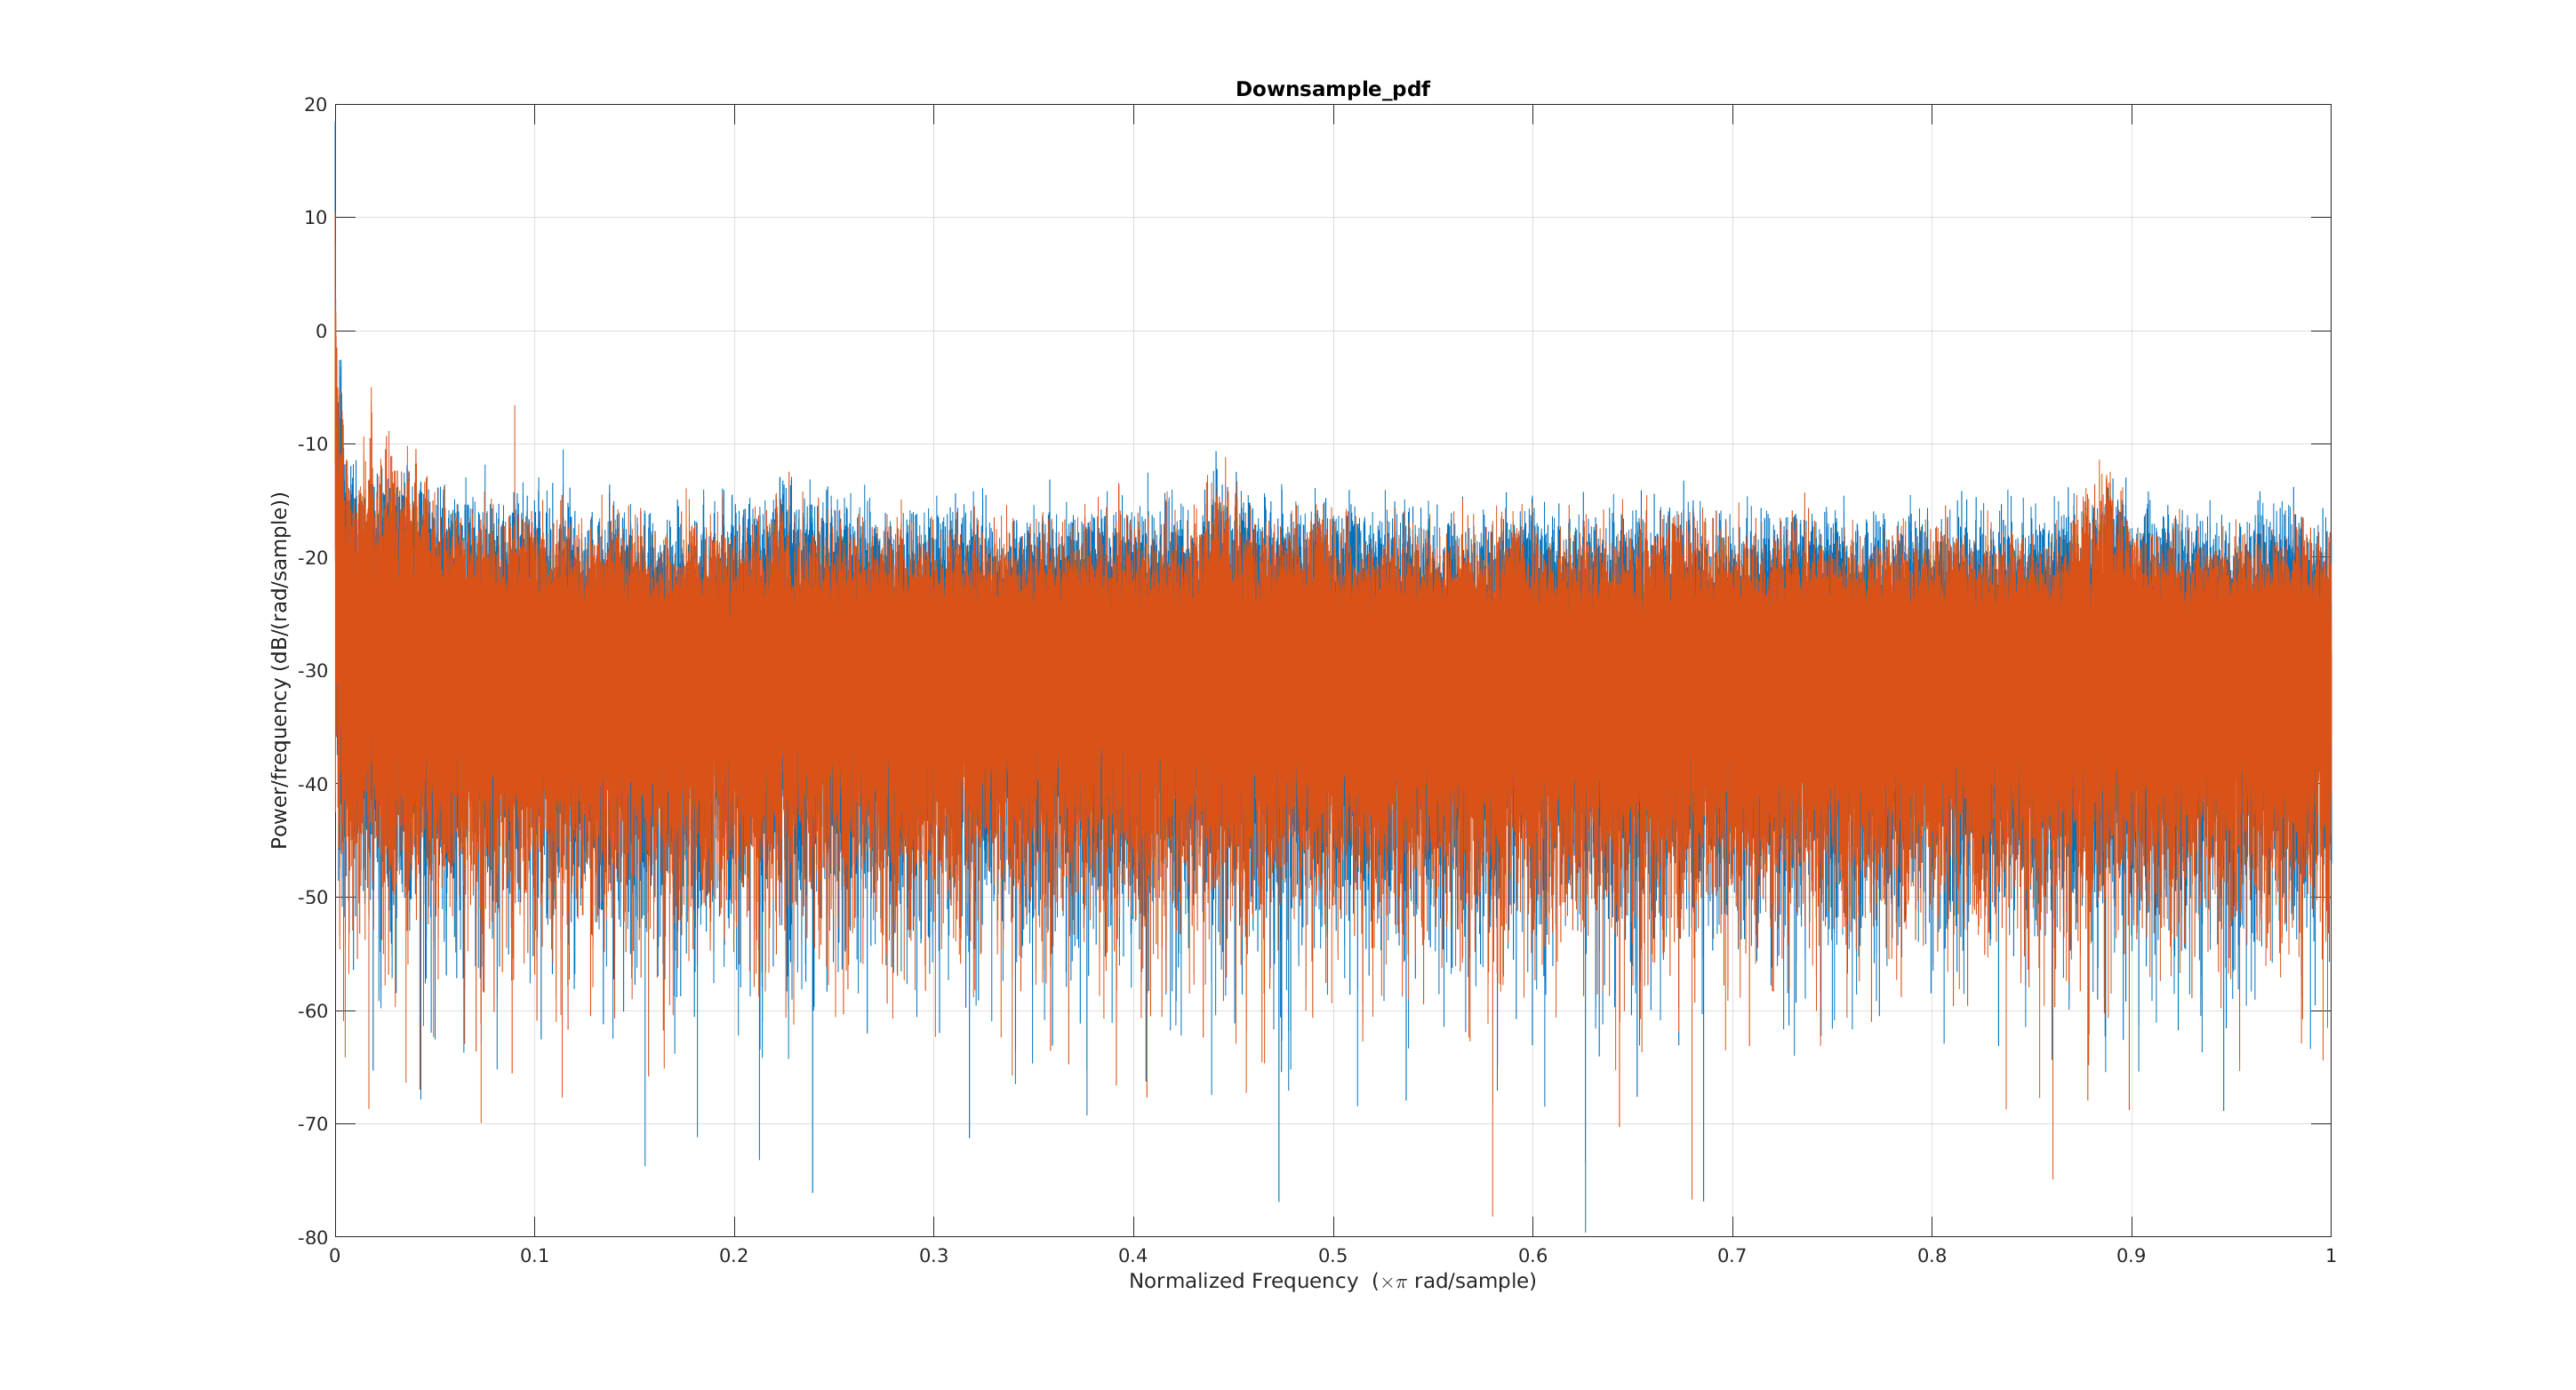 Downsample_pdf
20
10
0
-10
-20
-30
-40
-50
-60
-70
-80
Power/frequency (dB/(rad/sample))
0 0.1 0.2 0.3 0.4 0.5 0.6 0.7 0.8 0.9 1
Normalized Frequency (×π rad/sample)